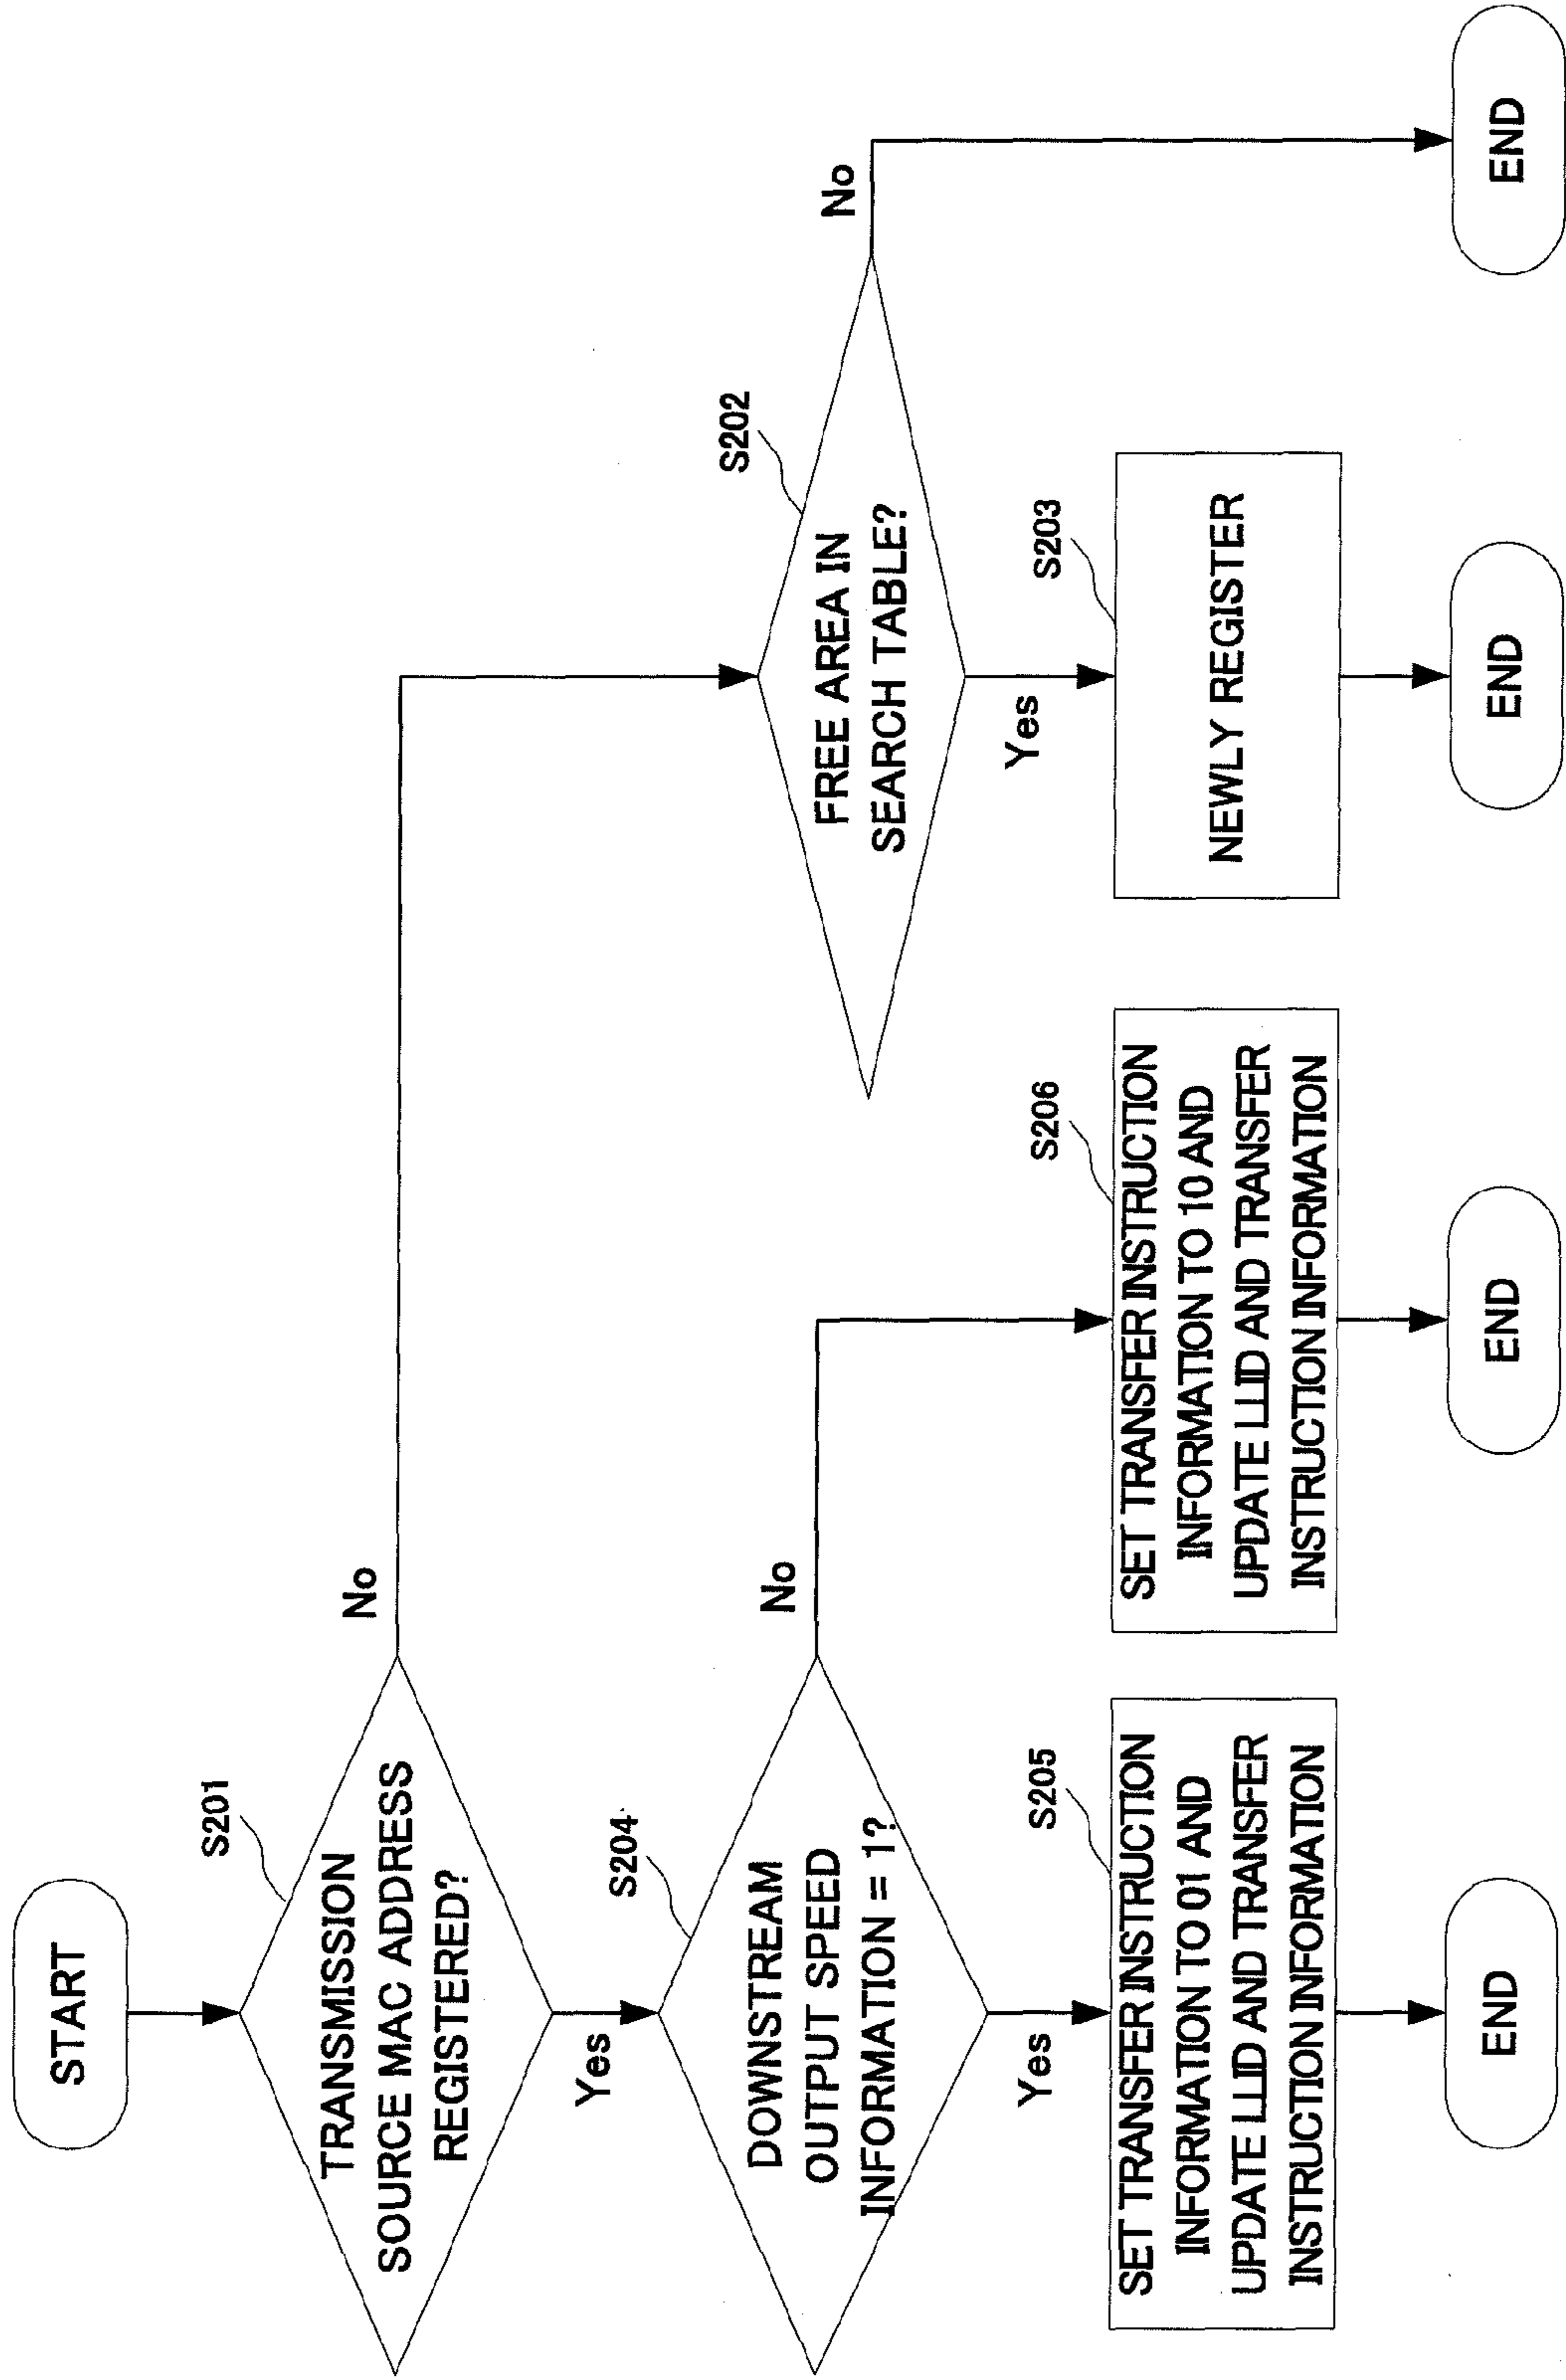 START
S201
TRANSMISSION
SOURCE MAC ADDRESS
REGISTERED?
No
Yes
S204
DOWNSTREAM
OUTPUT SPEED
INFORMATION = 1?
No
Yes
S205
SET TRANSFER INSTRUCTION
INFORMATION TO 01 AND
UPDATE LLID AND TRANSFER
INSTRUCTION INFORMATION
END
S206
SET TRANSFER INSTRUCTION
INFORMATION TO 10 AND
UPDATE LLID AND TRANSFER
INSTRUCTION INFORMATION
END
S202
FREE AREA IN
SEARCH TABLE?
No
Yes
S203
NEWLY REGISTER
END
END